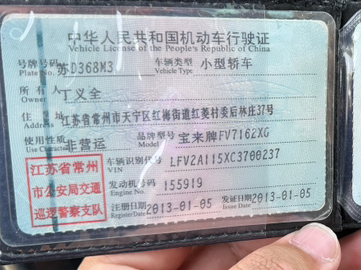 中华人民共和国机动车行驶证
Vehicle License of the People's Republic of China
号牌号码 苏D368M3 车辆类型 小型轿车
Plate No. Vehicle Type
所有人 丁义全
Owner
住址 江苏省常州市天宁区红梅街道红菱村委后林庄37号
Address
使用性质 非营运 品牌型号 宝来牌FV7162XG
Use Character Model
江苏省常州 车辆识别代号 LFV2A115XC3700237
VIN
市公安局交通 发动机号码 155919
Engine No.
巡逻警察支队 注册日期 2013-01-05 发证日期 2013-01-05
Register Date Issue Date